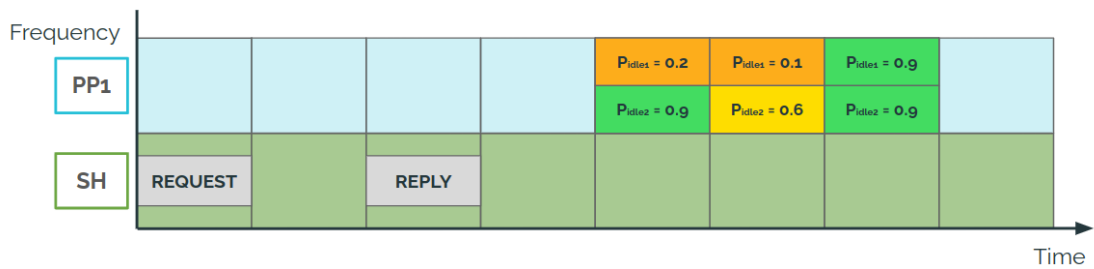 Frequency
PP1
Pidle1 = 0.2
Pidle1 = 0.1
Pidle1 = 0.9
Pidle2 = 0.9
Pidle2 = 0.6
Pidle2 = 0.9
SH
REQUEST
REPLY
Time